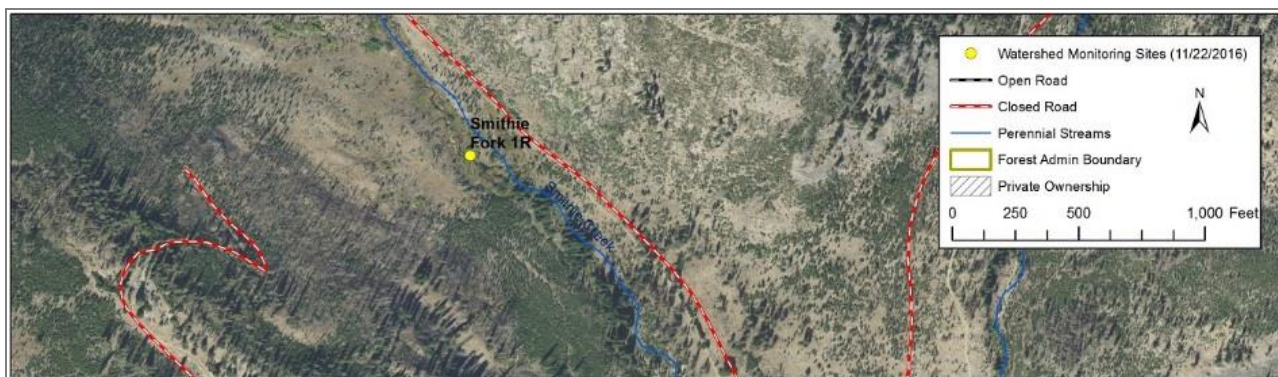 Smithie
Fork 1R
Smithie Creek
Watershed Monitoring Sites (11/22/2016)
Open Road
N
Closed Road
Perennial Streams
Forest Admin Boundary
Private Ownership
0 250 500 1,000 Feet